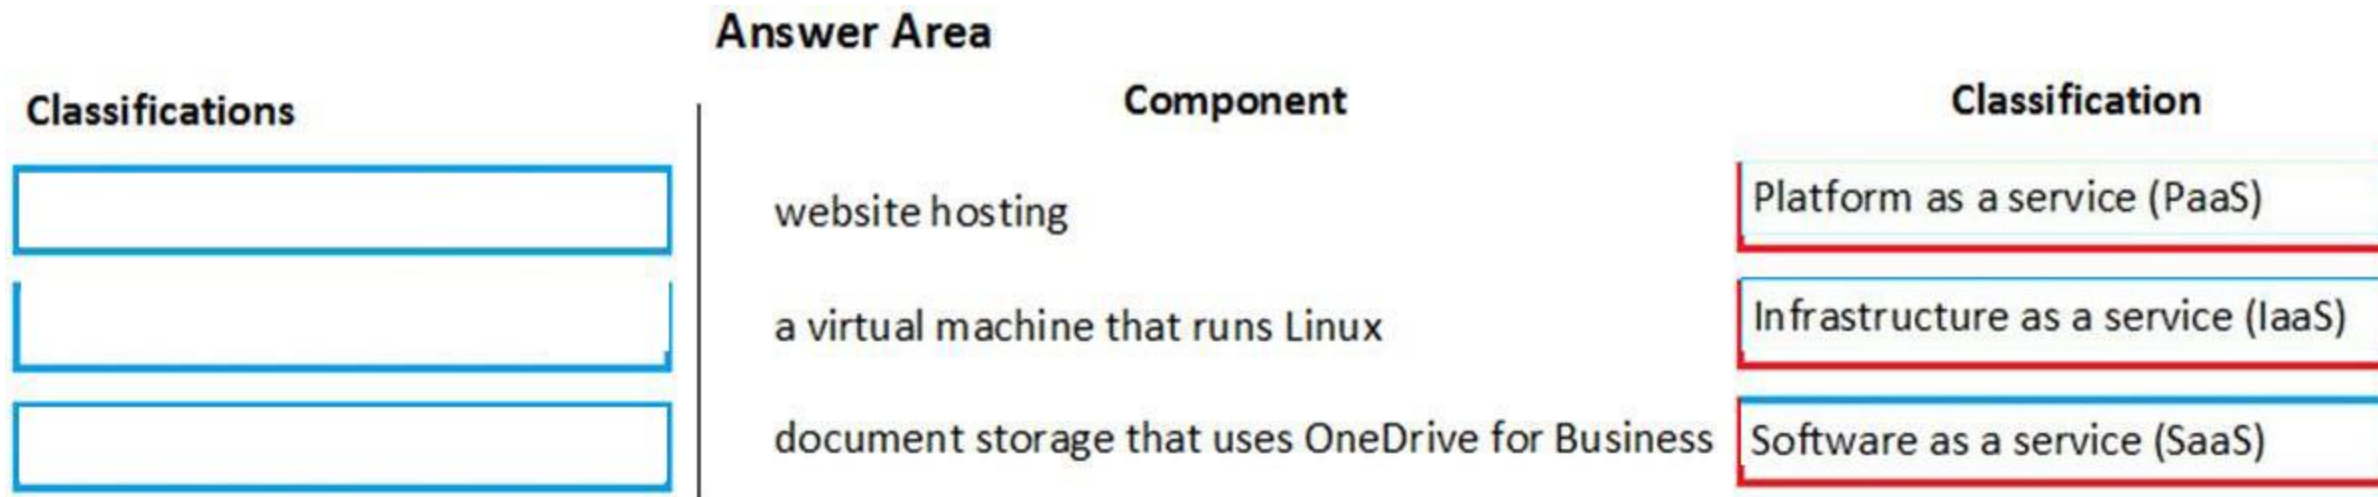 Answer Area
Classifications
Component
Classification
website hosting
Platform as a service (PaaS)
a virtual machine that runs Linux
Infrastructure as a service (IaaS)
document storage that uses OneDrive for Business
Software as a service (SaaS)